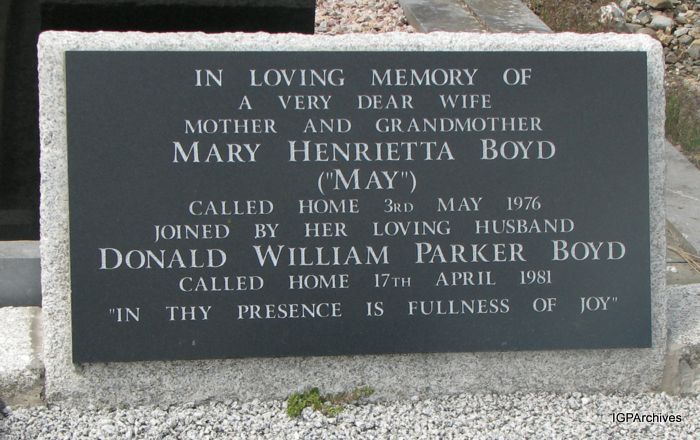 IN LOVING MEMORY OF
A VERY DEAR WIFE
MOTHER AND GRANDMOTHER
MARY HENRIETTA BOYD
("MAY")
CALLED HOME 3RD MAY 1976
JOINED BY HER LOVING HUSBAND
DONALD WILLIAM PARKER BOYD
CALLED HOME 17TH APRIL 1981
"IN THY PRESENCE IS FULLNESS OF JOY"
IGPArchives